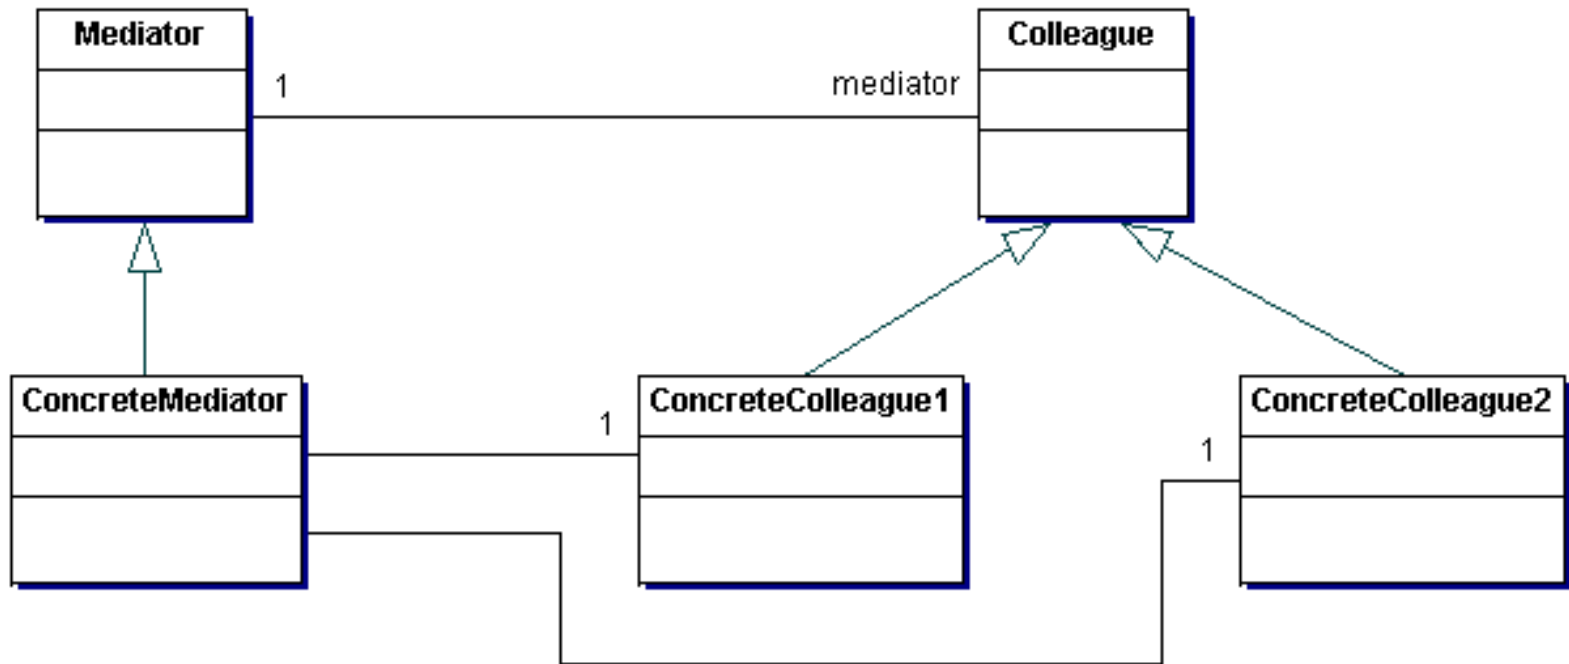 Mediator
Colleague
1
mediator
ConcreteMediator
ConcreteColleague1
ConcreteColleague2
1
1